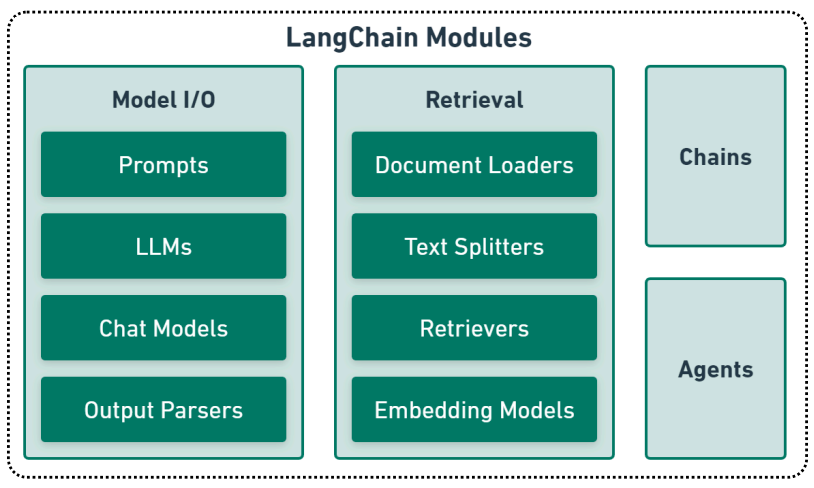 LangChain Modules
Model I/O
Prompts
LLMs
Chat Models
Output Parsers
Retrieval
Document Loaders
Text Splitters
Retrievers
Embedding Models
Chains
Agents